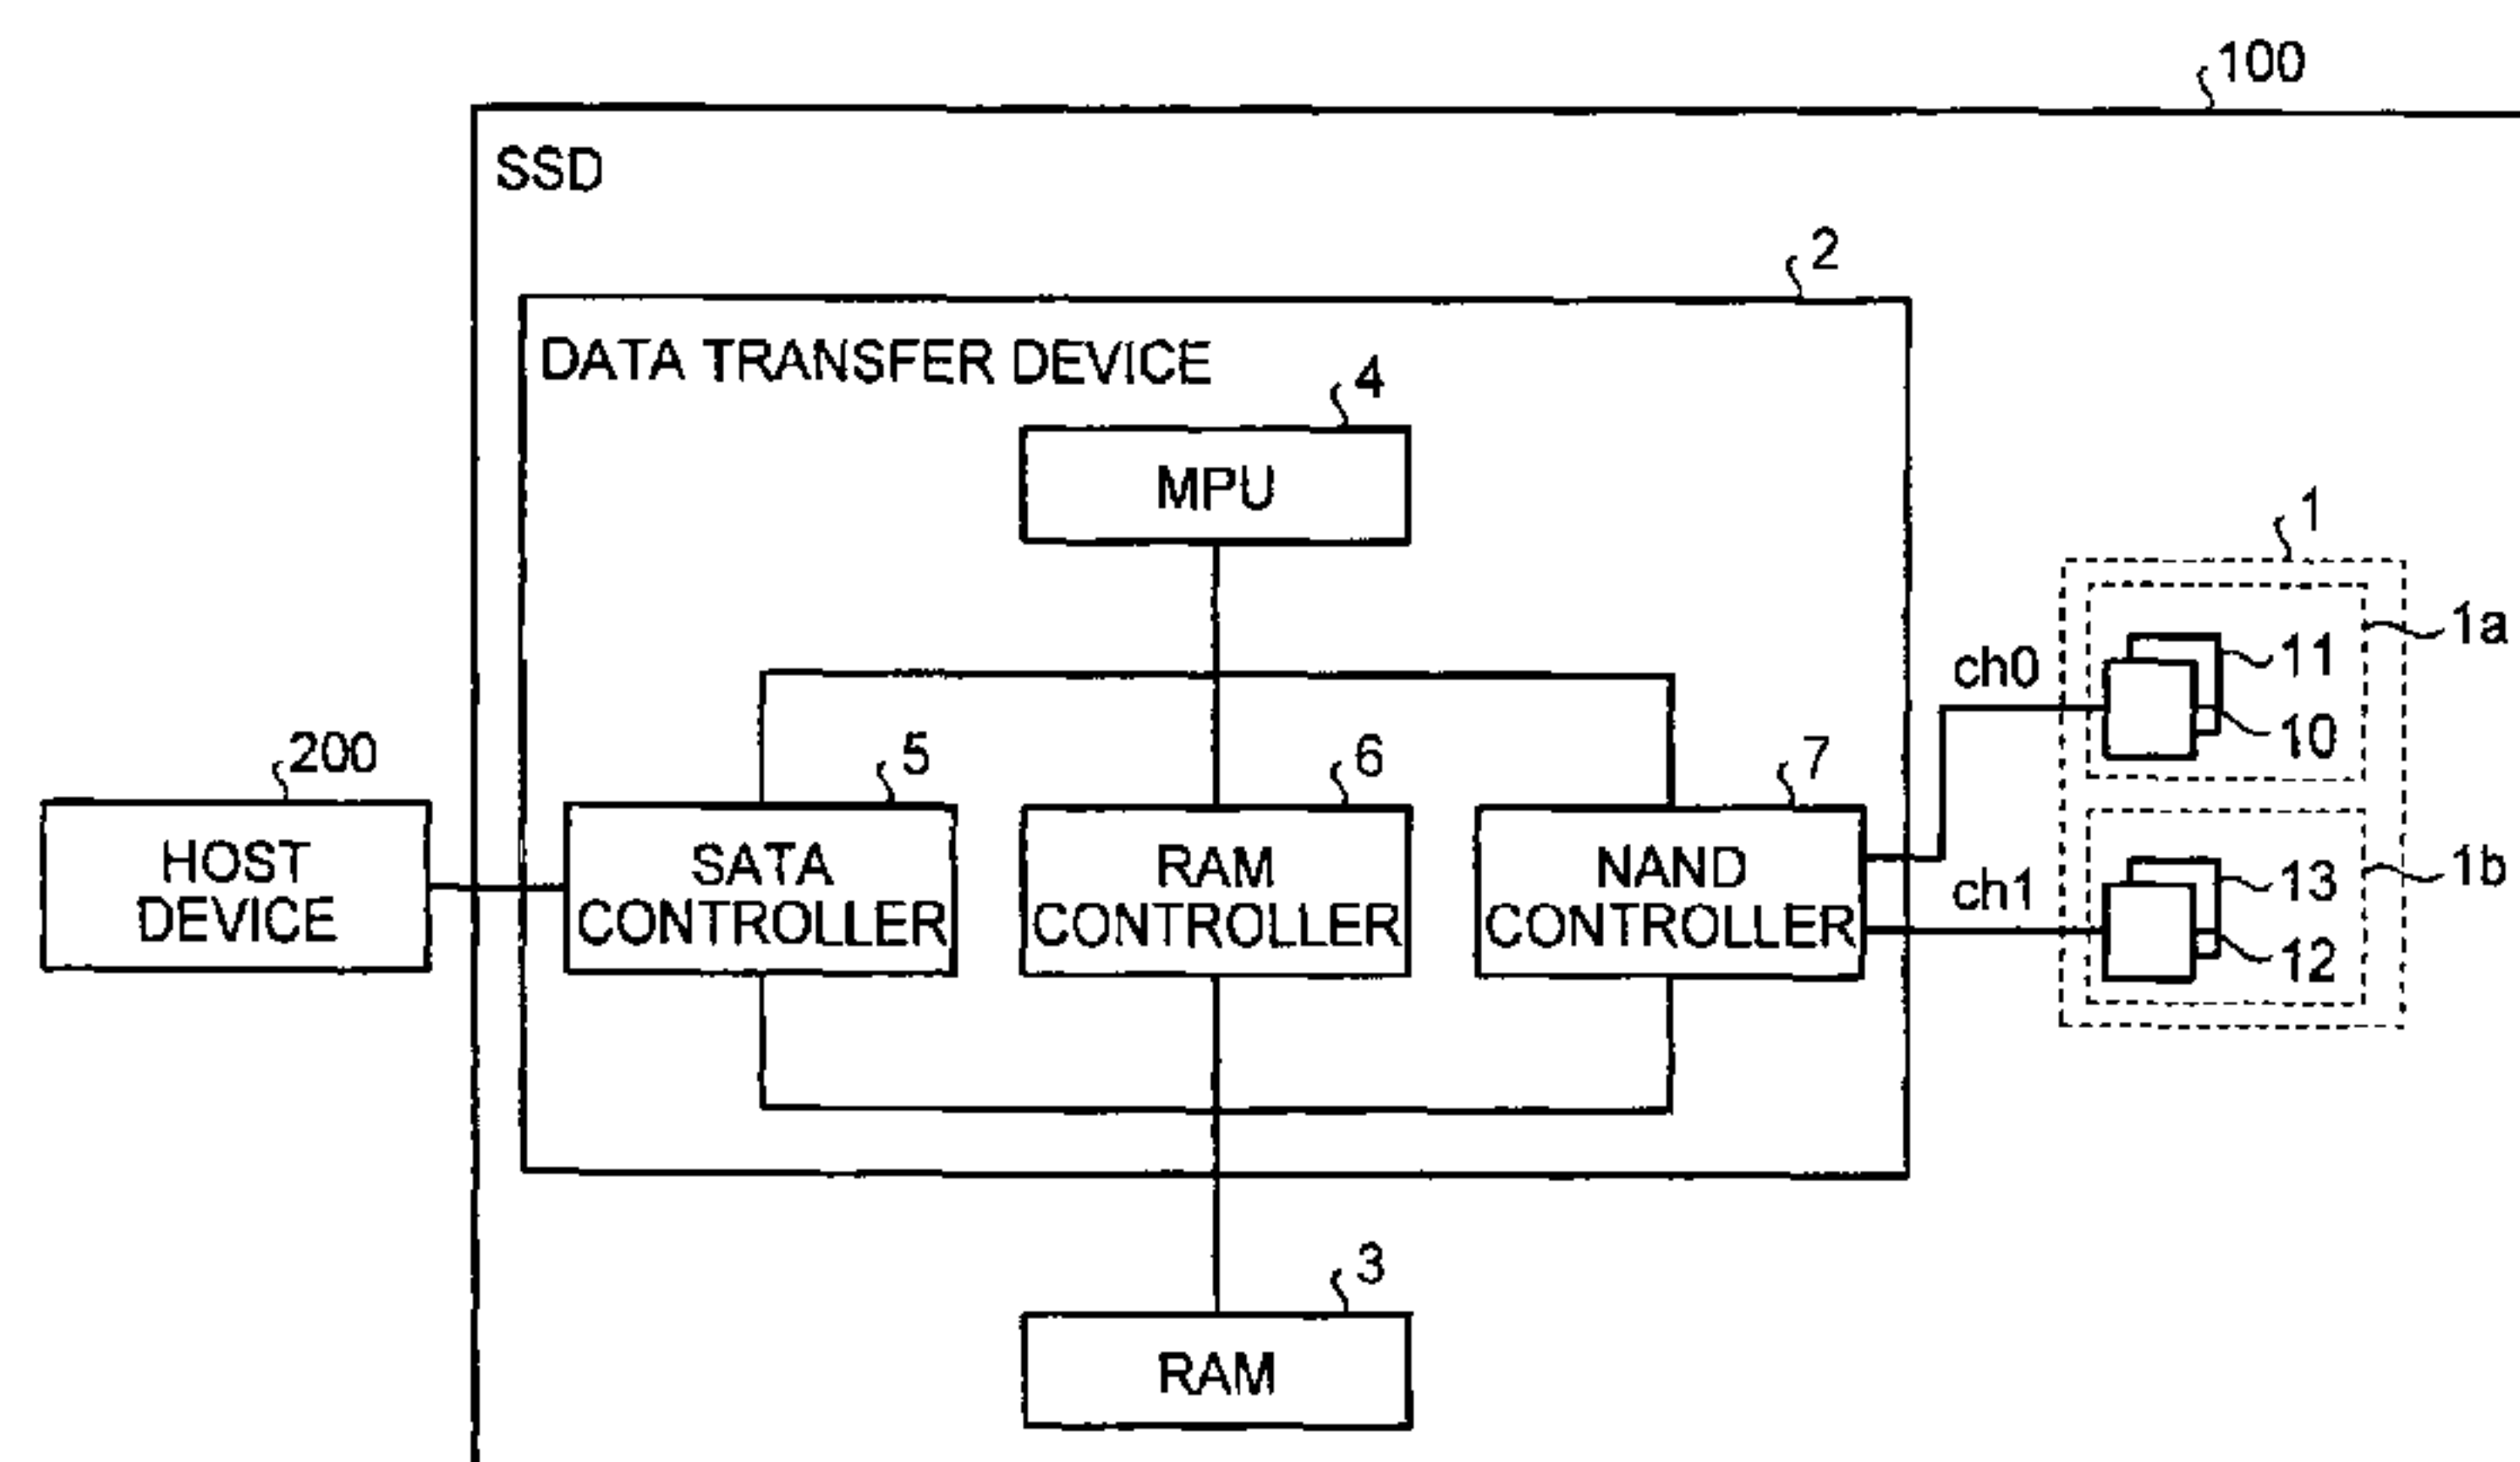 100
SSD
2
DATA TRANSFER DEVICE
4
MPU
1
1a
11
ch0
10
200
5
6
7
HOST
DEVICE
SATA
CONTROLLER
RAM
CONTROLLER
NAND
CONTROLLER
ch1
13
1b
12
3
RAM